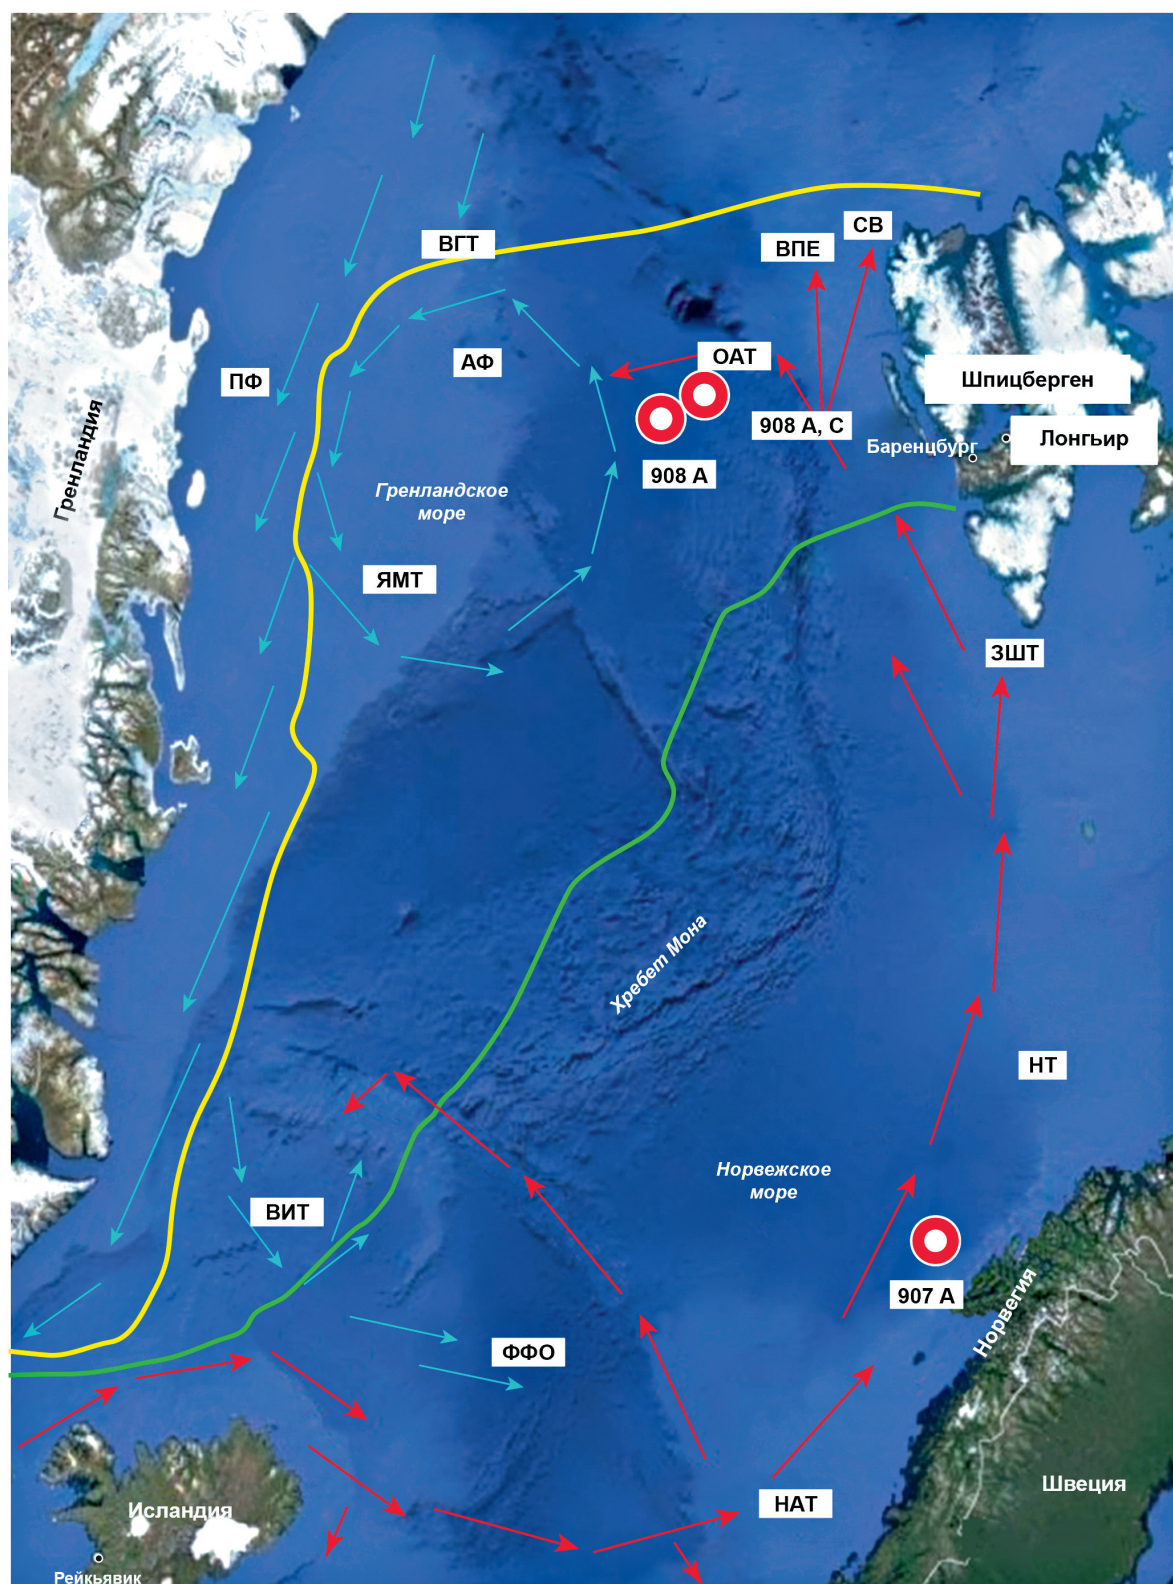 СВ
ВГТ
ВПЕ
ОАТ
АФ
ПФ
Шпицберген
908 А, С
Лонгьир
Баренцбург
908 А
Гренландия
Гренландское
море
ЯМТ
ЗШТ
Хребет Мона
НТ
Норвежское
море
ВИТ
907 А
Норвегия
ФФО
Швеция
НАТ
Исландия
Рейкьявик